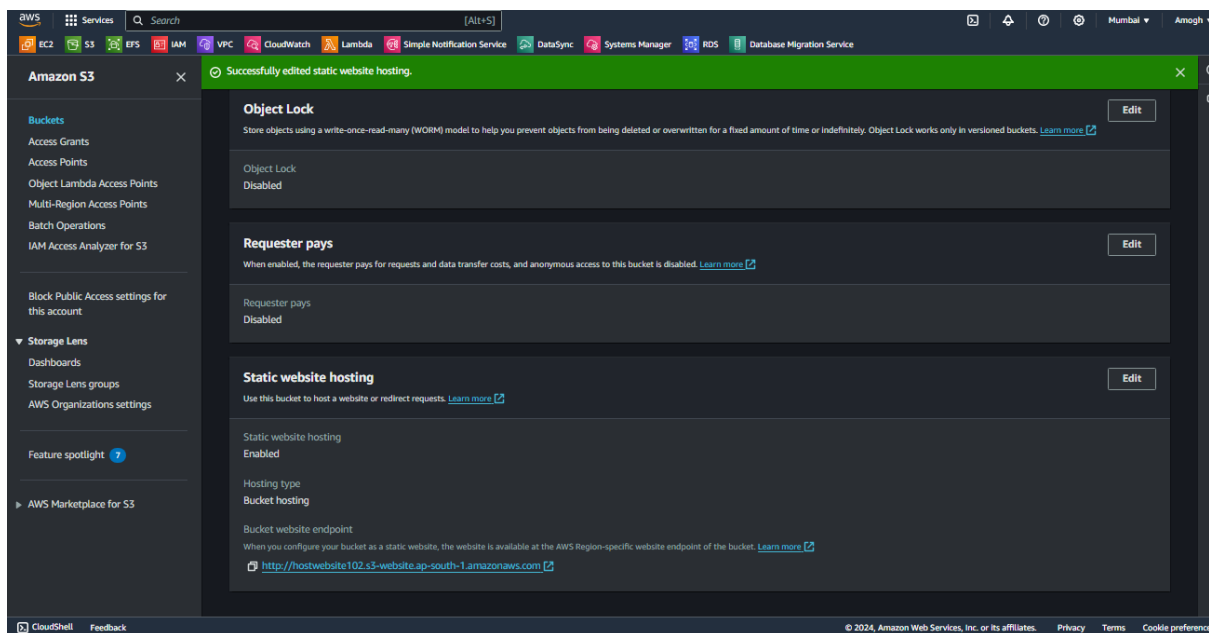 aws
Services
Search
[Alt+S]
Mumbai
Amogh
EC2
S3
EFS
IAM
VPC
CloudWatch
Lambda
Simple Notification Service
DataSync
Systems Manager
RDS
Database Migration Service
Amazon S3
Buckets
Access Grants
Access Points
Object Lambda Access Points
Multi-Region Access Points
Batch Operations
IAM Access Analyzer for S3
Block Public Access settings for
this account
Storage Lens
Dashboards
Storage Lens groups
AWS Organizations settings
Feature spotlight 7
AWS Marketplace for S3
Successfully edited static website hosting.
Object Lock
Edit
Store objects using a write-once-read-many (WORM) model to help you prevent objects from being deleted or overwritten for a fixed amount of time or indefinitely. Object Lock works only in versioned buckets. Learn more
Object Lock
Disabled
Requester pays
Edit
When enabled, the requester pays for requests and data transfer costs, and anonymous access to this bucket is disabled. Learn more
Requester pays
Disabled
Static website hosting
Edit
Use this bucket to host a website or redirect requests. Learn more
Static website hosting
Enabled
Hosting type
Bucket hosting
Bucket website endpoint
When you configure your bucket as a static website, the website is available at the AWS Region-specific website endpoint of the bucket. Learn more
http://hostwebsite102.s3-website.ap-south-1.amazonaws.com
CloudShell
Feedback
© 2024, Amazon Web Services, Inc. or its affiliates.
Privacy
Terms
Cookie preference